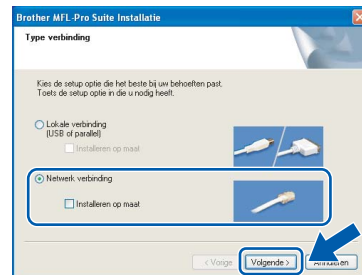 Brother MFL-Pro Suite Installatie
Type verbinding
Kies de setup optie die het beste bij uw behoeften past.
Toets de setup optie in die u nodig heeft.
Lokale verbinding
(USB of parallel)
Installeren op maat
Netwerk verbinding
Installeren op maat
< Vorige
Volgende >
Annuleren